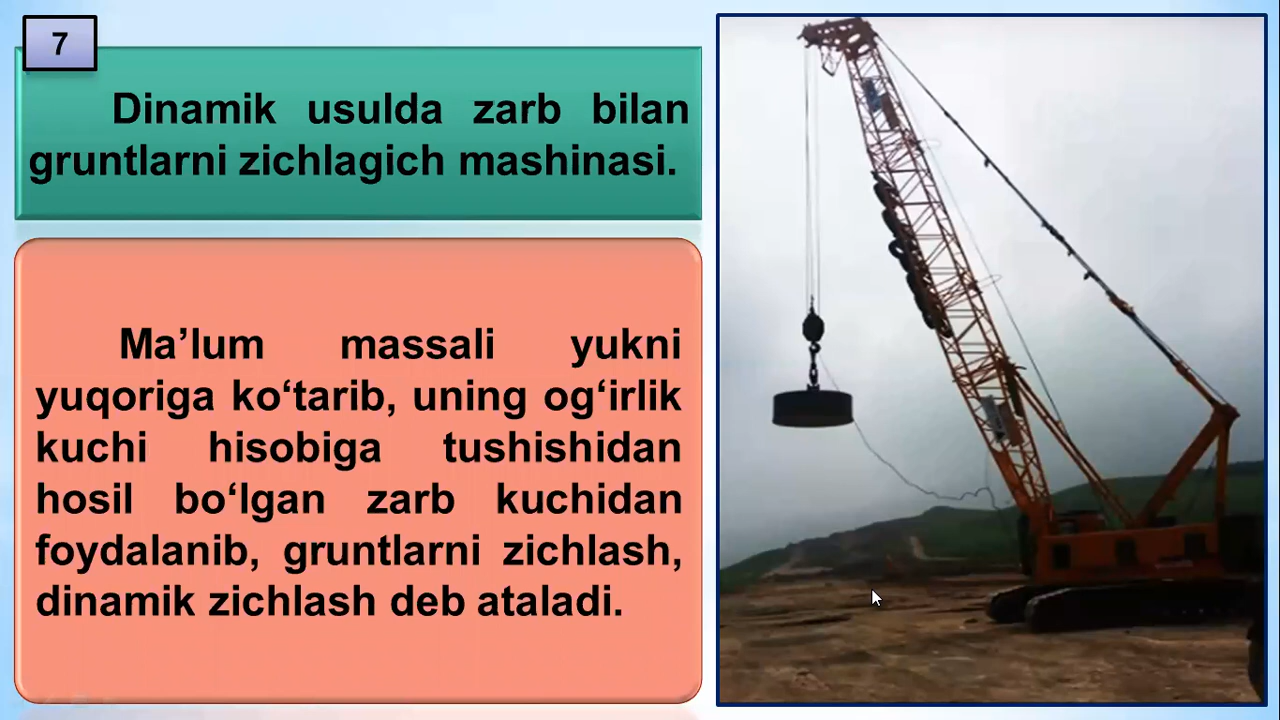 7
Dinamik usulda zarb bilan
gruntlarni zichlagich mashinasi.
Ma’lum massali yukni
yuqoriga ko‘tarib, uning og‘irlik
kuchi hisobiga tushishidan
hosil bo‘lgan zarb kuchidan
foydalanib, gruntlarni zichlash,
dinamik zichlash deb ataladi.